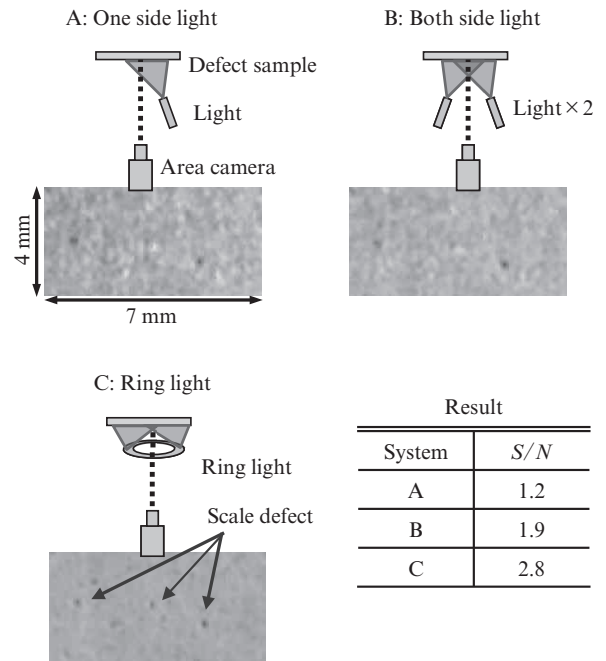 A: One side light
Defect sample
Light
Area camera
4 mm
7 mm
B: Both side light
Light×2
C: Ring light
Ring light
Scale defect
Result
System S/N
A 1.2
B 1.9
C 2.8